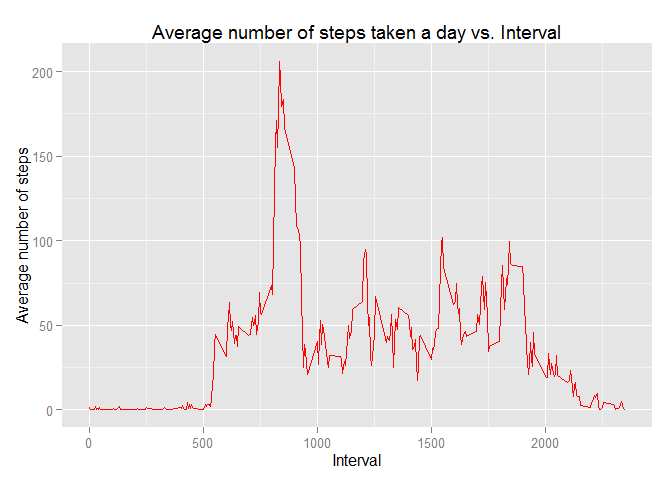 Average number of steps taken a day vs. Interval
Average number of steps
200
150
100
50
0
0 500 1000 1500 2000
Interval